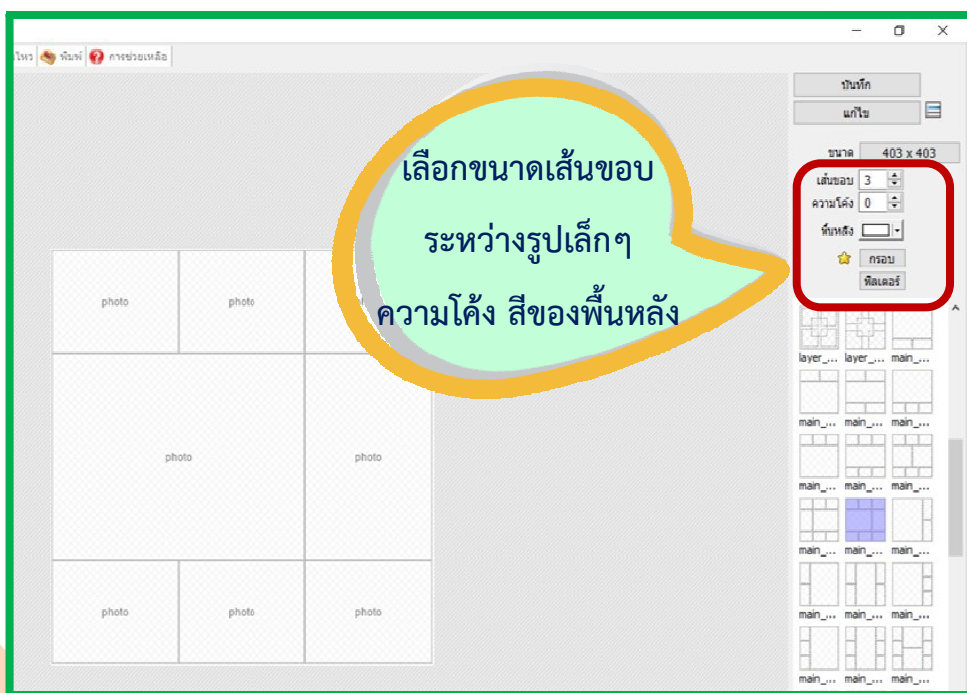 ไหว พิมพ์ การช่วยเหลือ
บันทึก
แก้ไข
ขนาด 403 x 403
เส้นขอบ 3
ความโค้ง 0
พื้นหลัง
กรอบ
ฟิลเตอร์
เลือกขนาดเส้นขอบ
ระหว่างรูปเล็กๆ
ความโค้ง สีของพื้นหลัง
photo photo
photo photo
photo photo photo
layer_... layer_... main_...
main_... main_... main_...
main_... main_... main_...
main_... main_... main_...
main_... main_... main_...
main_... main_... main_...